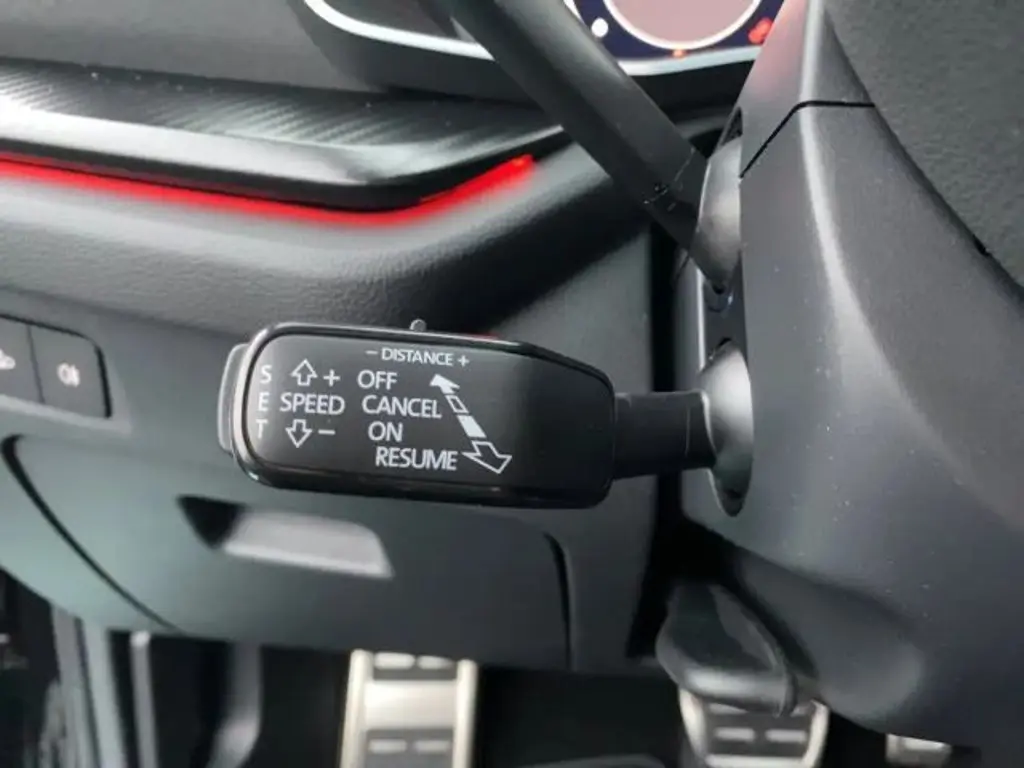 - DISTANCE +
S + OFF
E SPEED CANCEL
T - ON
RESUME